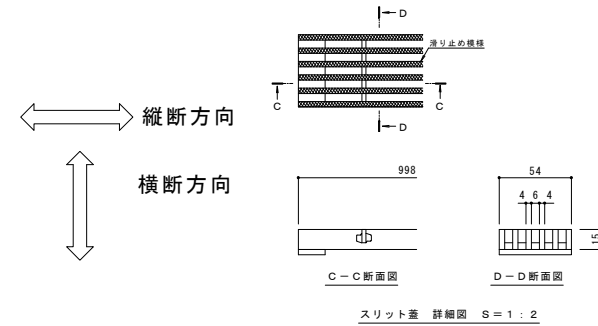 D
滑り止め模様
C
C
D
縦断方向
横断方向
998
54
4 6 4
15
C－C断面図
D－D断面図
スリット蓋 詳細図 S＝1：2